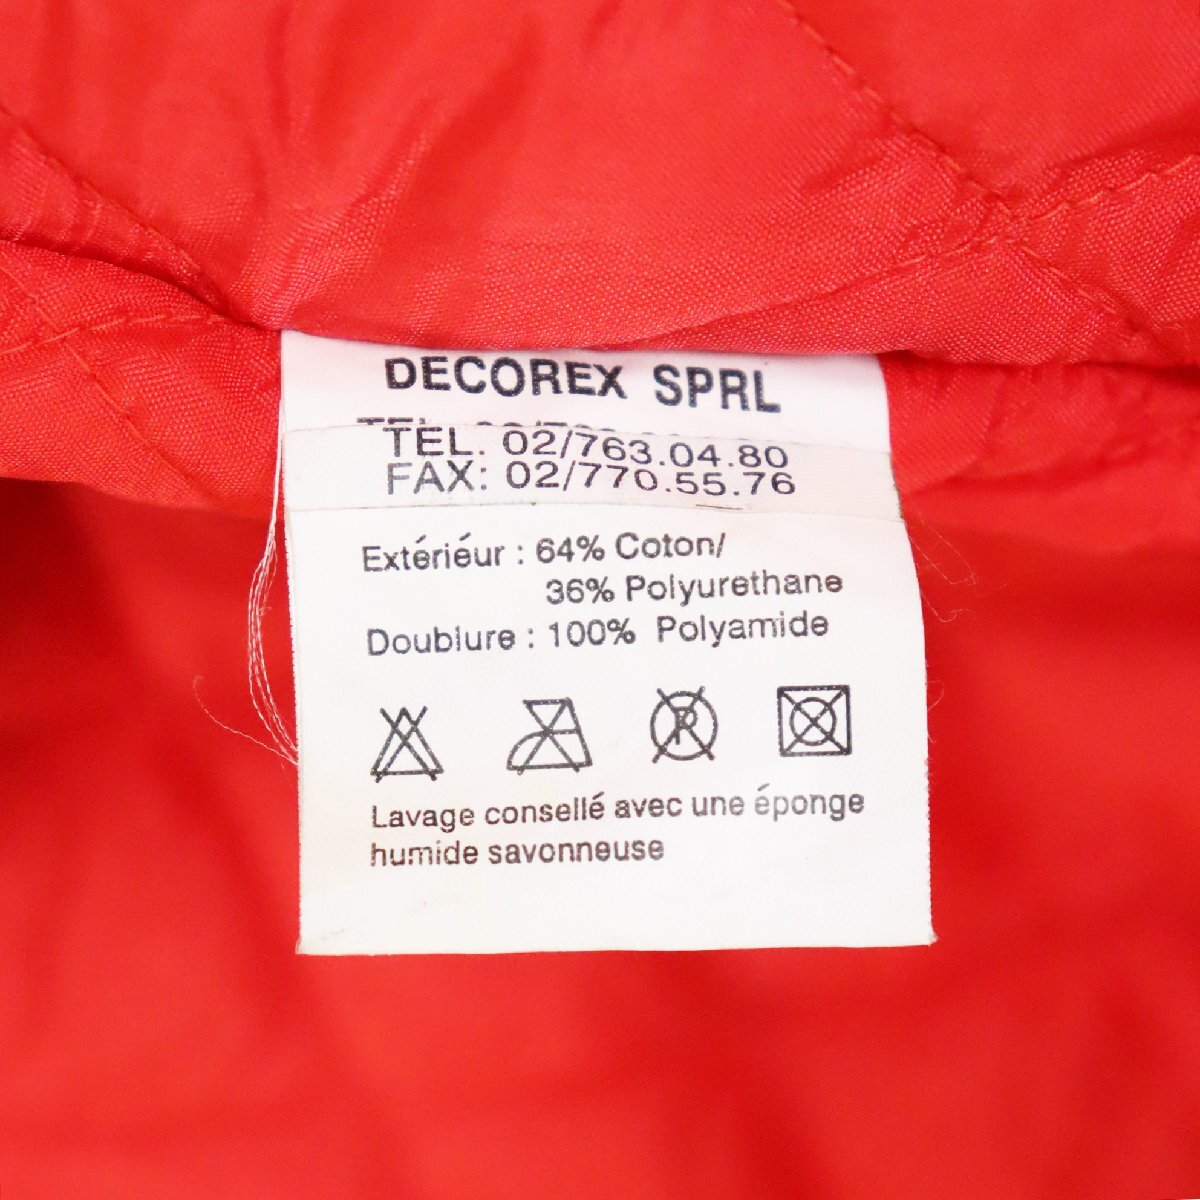 DECOREX SPRL
TEL. 02/763.04.80
FAX: 02/770.55.76
Extérieur : 64% Coton/
36% Polyurethane
Doublure : 100% Polyamide
P
Lavage consellé avec une éponge
humide savonneuse